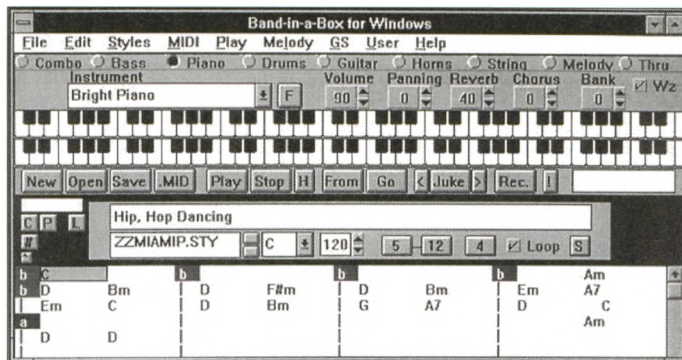 Band-in-a-Box for Windows
File Edit Styles MIDI Play Melody GS User Help
Combo Bass Piano Drums Guitar Horns String Melody Thru
Instrument Volume Panning Reverb Chorus Bank Wz
Bright Piano F 90 0 40 0 0
New Open Save .MID Play Stop H From Go < Juke > Rec. !
C P L Hip, Hop Dancing
# ZZMIAMIP.STY C 120 5 - 12 4 Loop S
b C b b b Am
b D Bm D F#m D Bm Em A7
Em C D Bm G A7 D C
a Am
D D